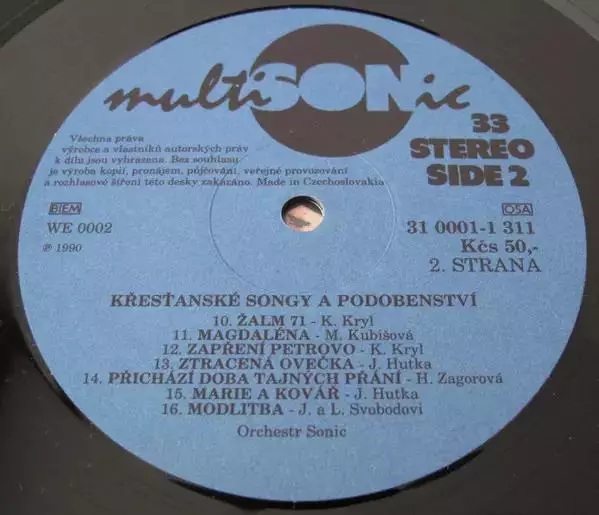 multiSONic
Všechna práva
výrobce a vlastníků autorských práv
k dílu jsou vyhrazena. Bez souhlasu
je výroba kopií, pronájem, půjčování, veřejné provozování
a rozhlasové šíření této desky zakázáno. Made in Czechoslovakia
33
STEREO
SIDE 2
BIEM
WE 0002
℗ 1990
OSA
31 0001-1 311
Kčs 50,-
2. STRANA
KŘESŤANSKÉ SONGY A PODOBENSTVÍ
10. ŽALM 71 - K. Kryl
11. MAGDALÉNA - M. Kubišová
12. ZAPŘENÍ PETROVO - K. Kryl
13. ZTRACENÁ OVEČKA - J. Hutka
14. PŘICHÁZÍ DOBA TAJNÝCH PŘÁNÍ - H. Zagorová
15. MARIE A KOVÁŘ - J. Hutka
16. MODLITBA - J. a L. Svobodovi
Orchestr Sonic